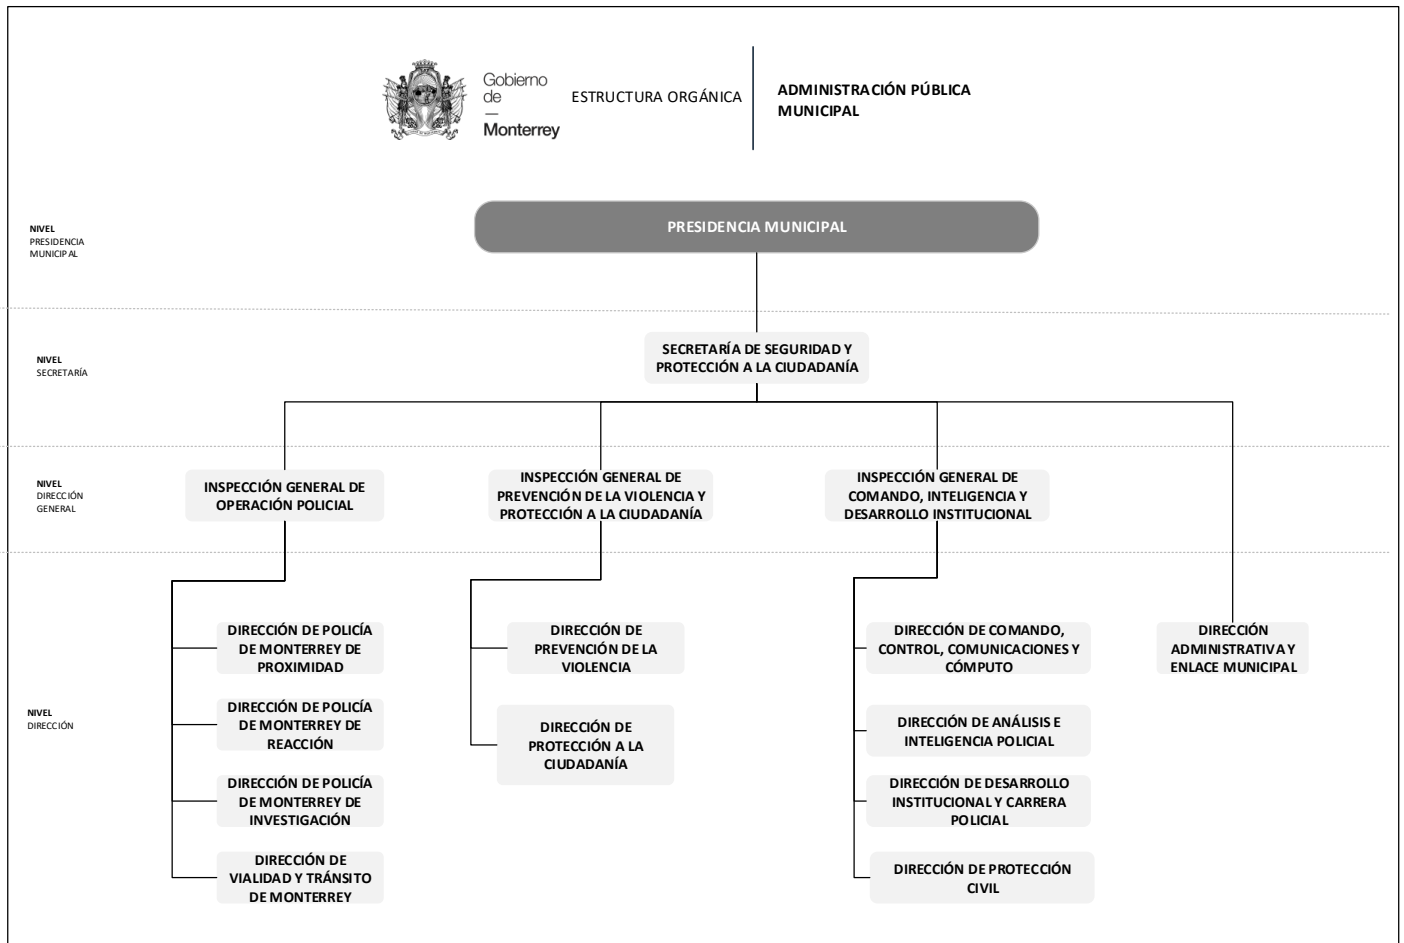 Gobierno
de
—
Monterrey
ESTRUCTURA ORGÁNICA
ADMINISTRACIÓN PÚBLICA
MUNICIPAL
NIVEL
PRESIDENCIA
MUNICIPAL
PRESIDENCIA MUNICIPAL
NIVEL
SECRETARÍA
SECRETARÍA DE SEGURIDAD Y
PROTECCIÓN A LA CIUDADANÍA
NIVEL
DIRECCIÓN
GENERAL
INSPECCIÓN GENERAL DE
OPERACIÓN POLICIAL
INSPECCIÓN GENERAL DE
PREVENCIÓN DE LA VIOLENCIA Y
PROTECCIÓN A LA CIUDADANÍA
INSPECCIÓN GENERAL DE
COMANDO, INTELIGENCIA Y
DESARROLLO INSTITUCIONAL
NIVEL
DIRECCIÓN
DIRECCIÓN DE POLICÍA
DE MONTERREY DE
PROXIMIDAD
DIRECCIÓN DE POLICÍA
DE MONTERREY DE
REACCIÓN
DIRECCIÓN DE POLICÍA
DE MONTERREY DE
INVESTIGACIÓN
DIRECCIÓN DE
VIALIDAD Y TRÁNSITO
DE MONTERREY
DIRECCIÓN DE
PREVENCIÓN DE LA
VIOLENCIA
DIRECCIÓN DE
PROTECCIÓN A LA
CIUDADANÍA
DIRECCIÓN DE COMANDO,
CONTROL, COMUNICACIONES Y
CÓMPUTO
DIRECCIÓN DE ANÁLISIS E
INTELIGENCIA POLICIAL
DIRECCIÓN DE DESARROLLO
INSTITUCIONAL Y CARRERA
POLICIAL
DIRECCIÓN DE PROTECCIÓN
CIVIL
DIRECCIÓN
ADMINISTRATIVA Y
ENLACE MUNICIPAL